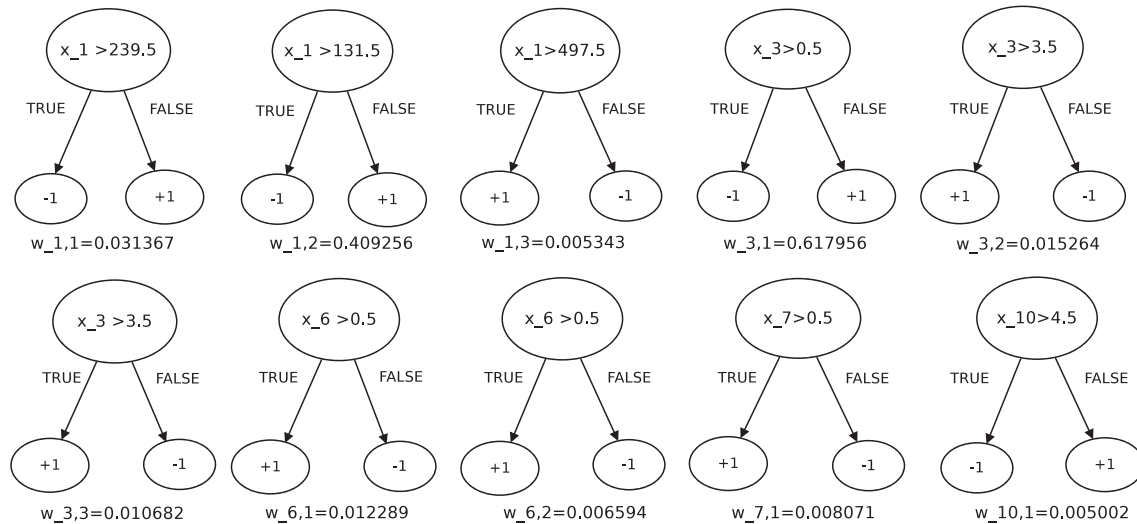 x_1 >239.5
x_1 >131.5
x_1>497.5
x_3>0.5
x_3>3.5
TRUE
FALSE
TRUE
FALSE
TRUE
FALSE
TRUE
FALSE
TRUE
FALSE
-1
+1
-1
+1
+1
-1
-1
+1
+1
-1
w_1,1=0.031367
w_1,2=0.409256
w_1,3=0.005343
w_3,1=0.617956
w_3,2=0.015264
x_3 >3.5
x_6 >0.5
x_6 >0.5
x_7>0.5
x_10>4.5
TRUE
FALSE
TRUE
FALSE
TRUE
FALSE
TRUE
FALSE
TRUE
FALSE
+1
-1
+1
-1
+1
-1
+1
-1
-1
+1
w_3,3=0.010682
w_6,1=0.012289
w_6,2=0.006594
w_7,1=0.008071
w_10,1=0.005002